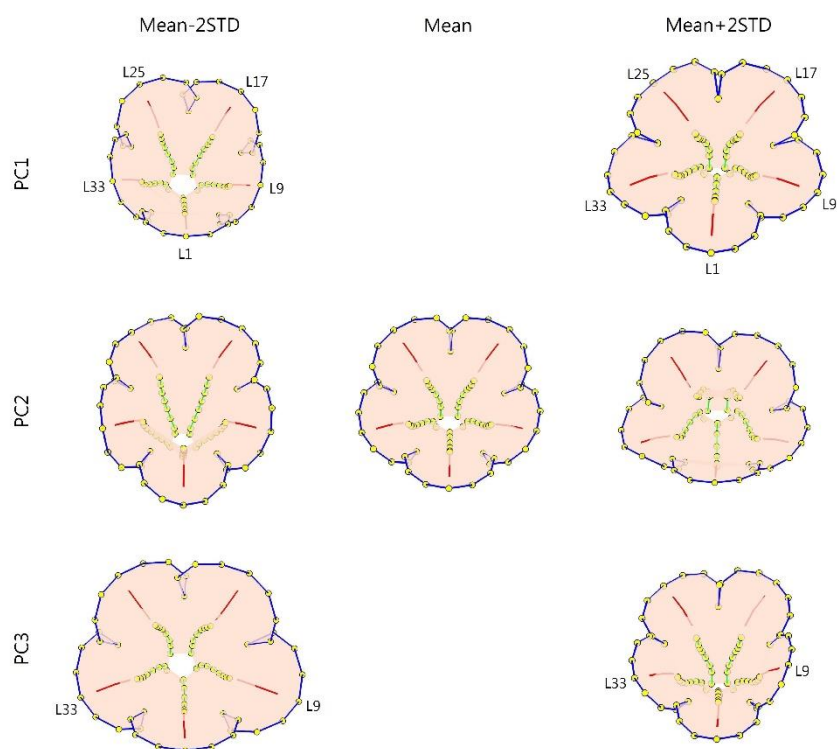 Mean-2STD
Mean
Mean+2STD
PC1
L25
L17
L33
L9
L1
L25
L17
L33
L9
L1
PC2
PC3
L33
L9
L33
L9